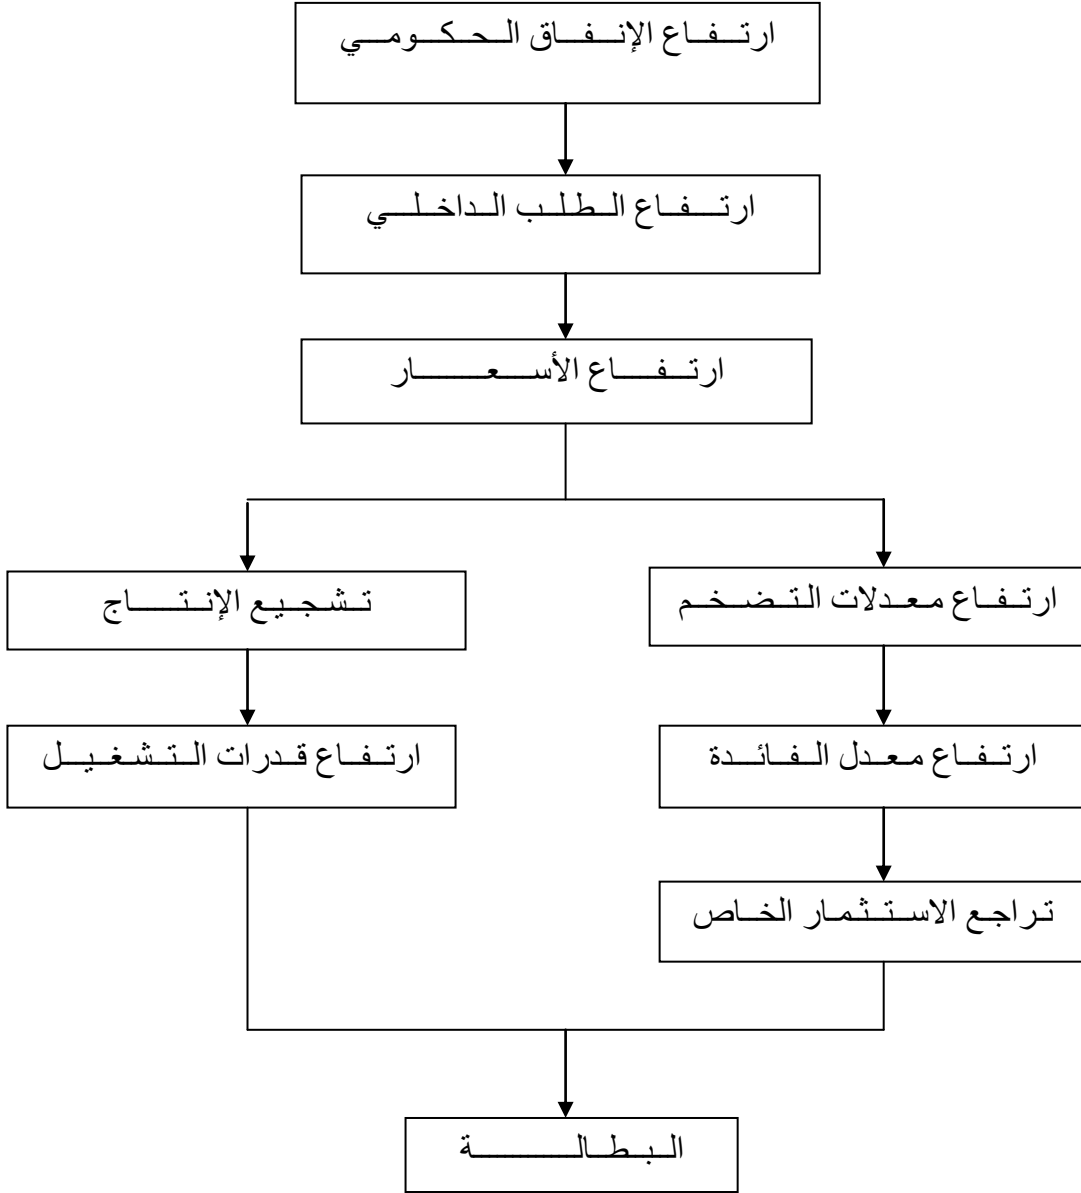 ارتفاع الإنفاق الحكومي
ارتفاع الطلب الداخلي
ارتفاع الأسعار
ارتفاع معدلات التضخم
تشجيع الإنتاج
ارتفاع معدل الفائدة
ارتفاع قدرات التشغيل
تراجع الاستثمار الخاص
البطالة